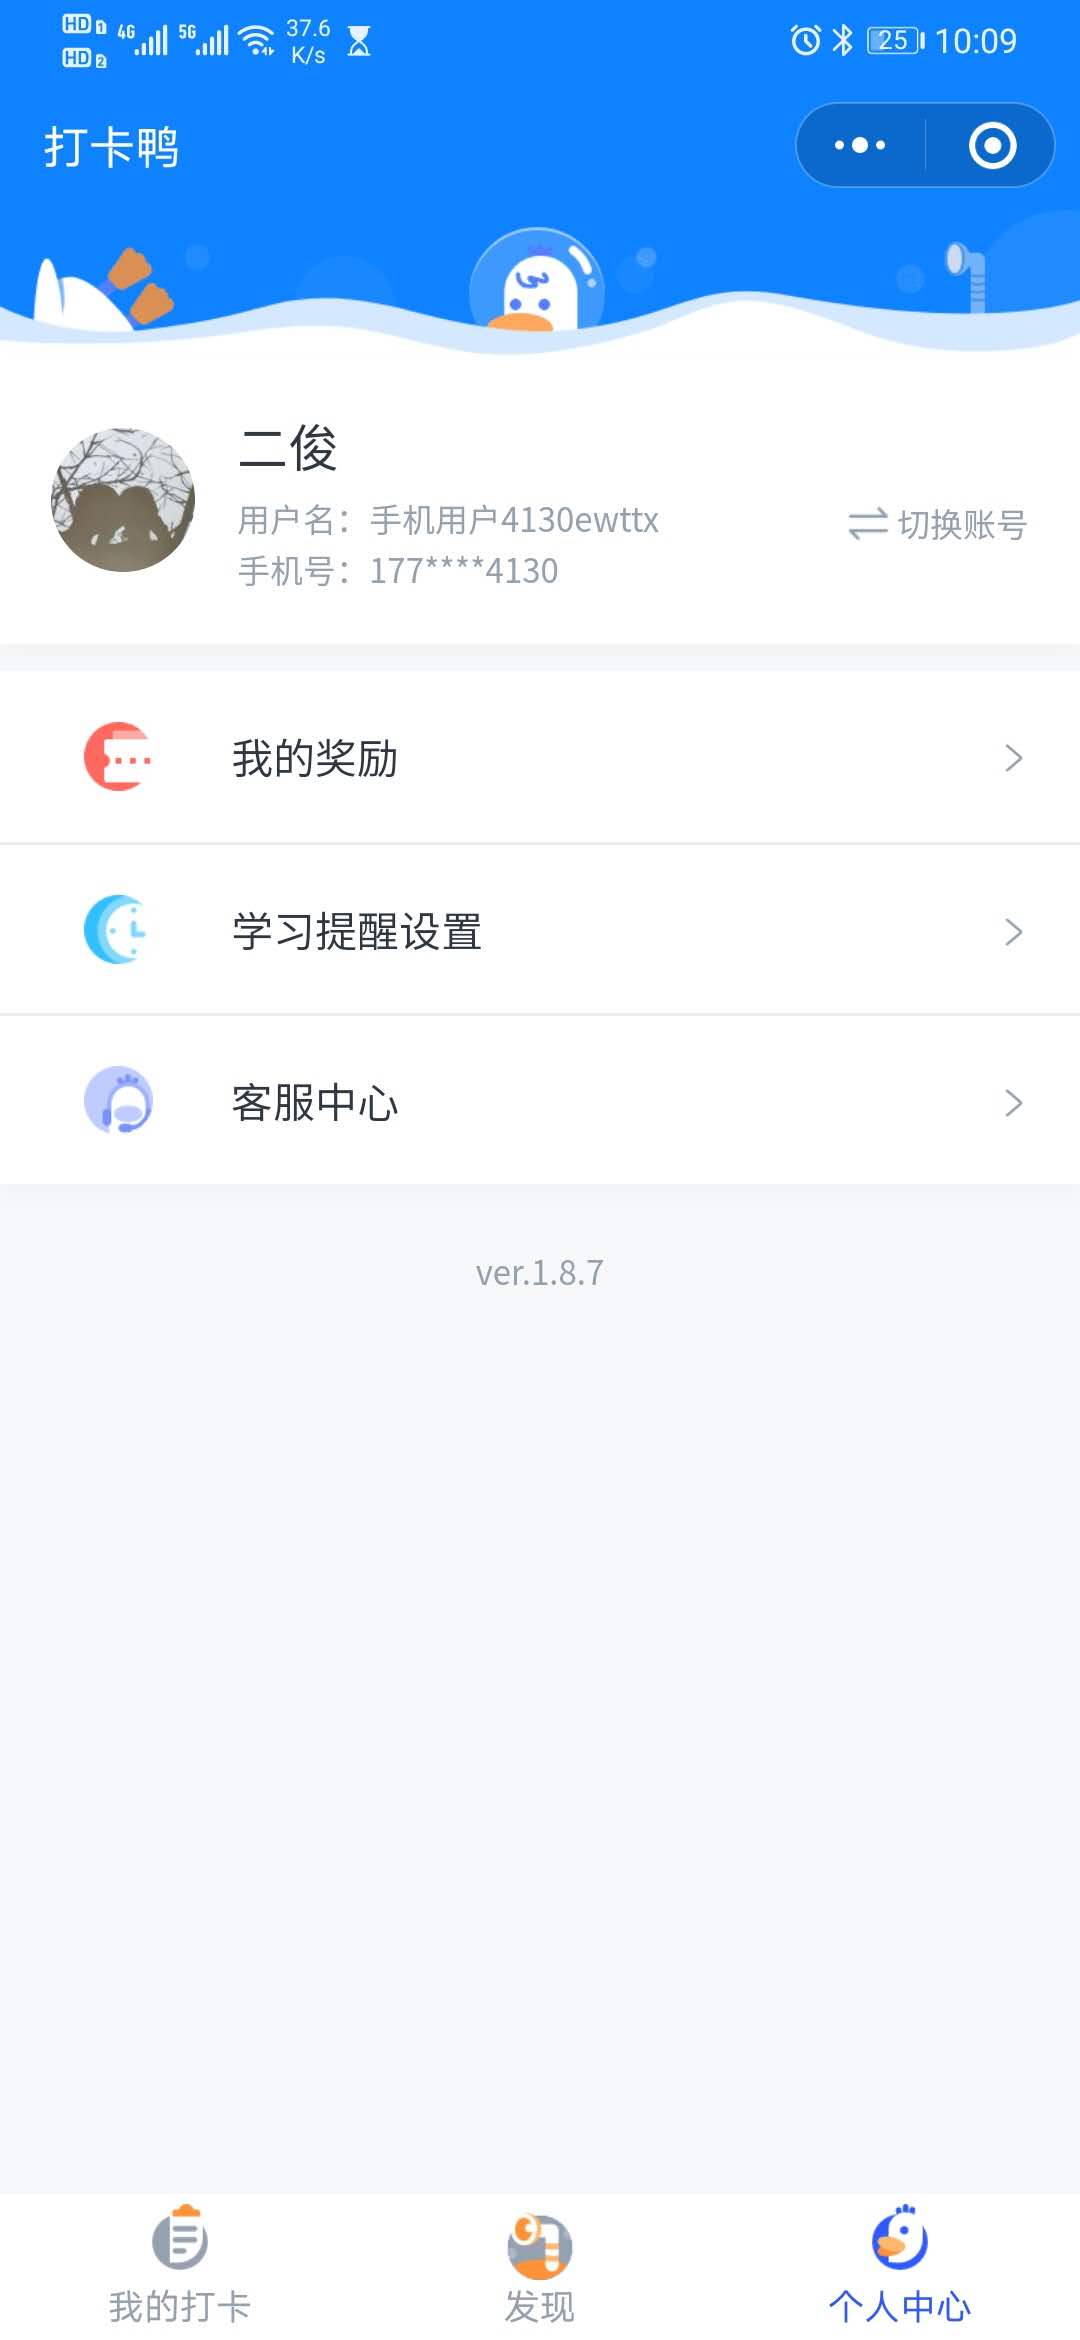 HD 1 4G 5G 37.6 K/s 25 10:09
HD 2
打卡鸭
二俊
用户名：手机用户4130ewttx
切换账号
手机号：177****4130
我的奖励
学习提醒设置
客服中心
ver.1.8.7
我的打卡 发现 个人中心